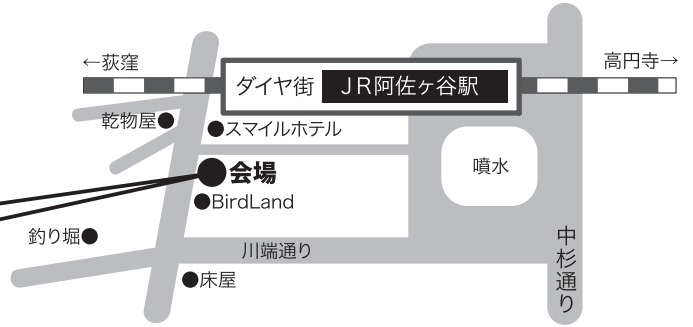 ←荻窪
高円寺→
ダイヤ街
JR阿佐ヶ谷駅
乾物屋
スマイルホテル
会場
噴水
BirdLand
釣り堀
川端通り
中杉通り
床屋